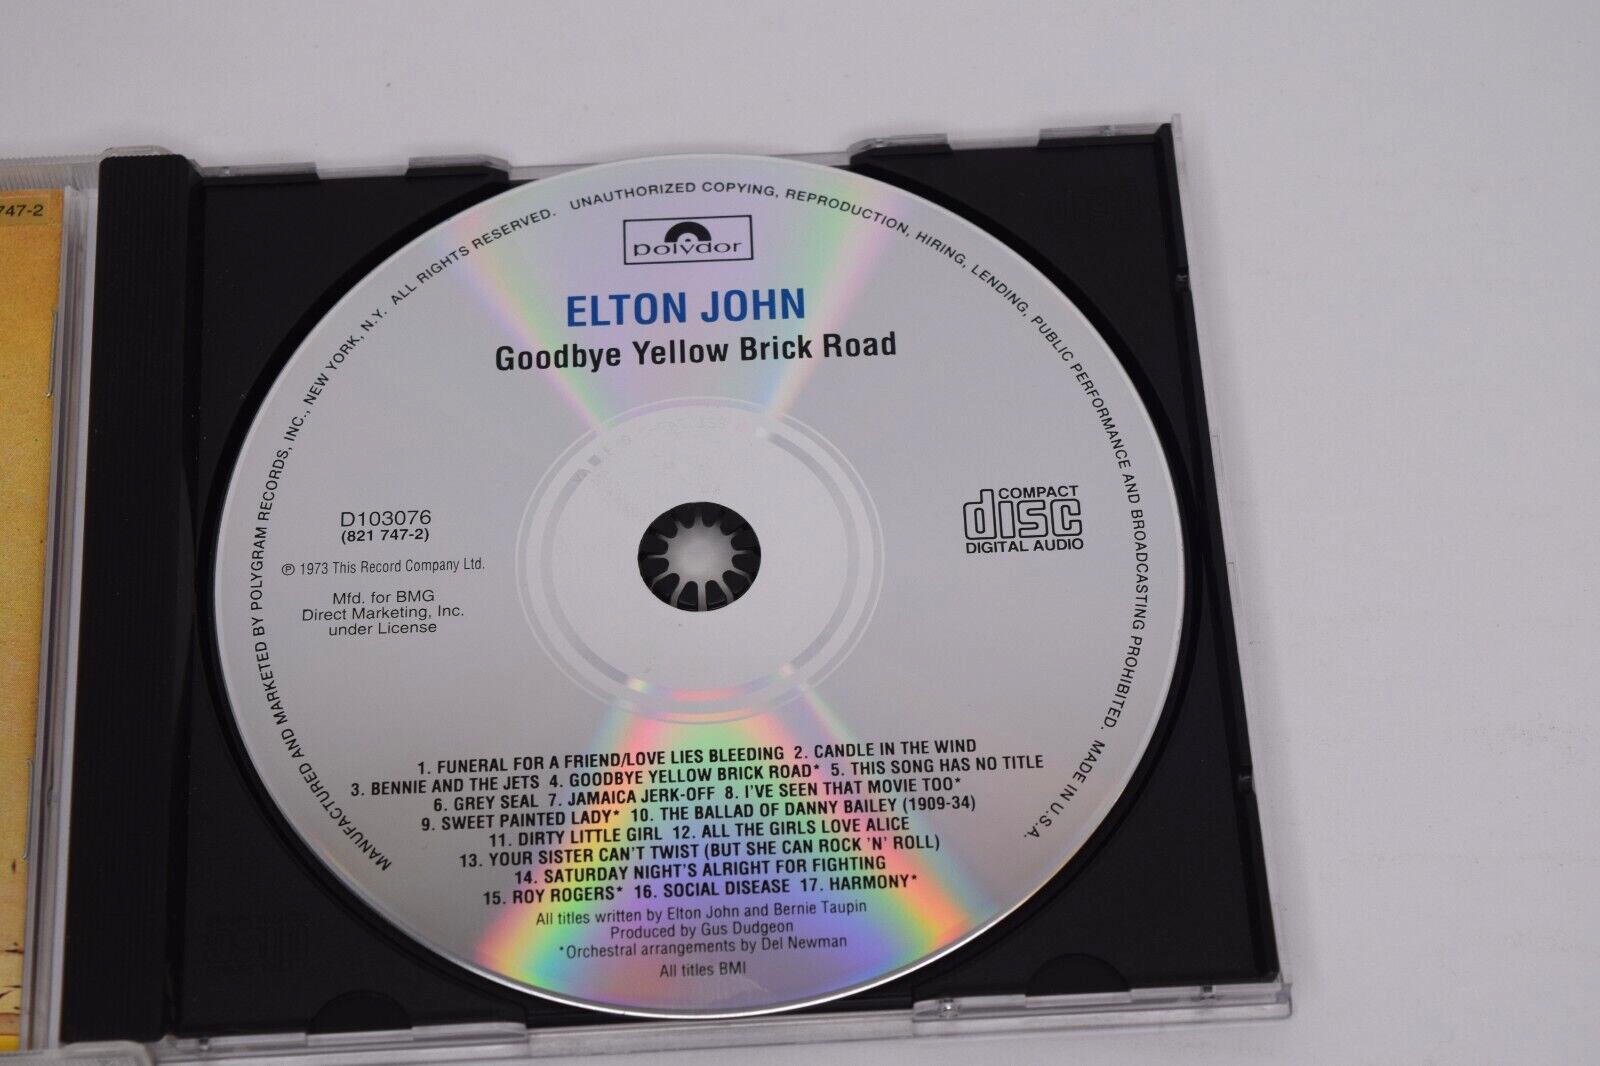 747-2
MANUFACTURED AND MARKETED BY POLYGRAM RECORDS, INC., NEW YORK, N.Y. ALL RIGHTS RESERVED. UNAUTHORIZED COPYING, REPRODUCTION, HIRING, LENDING, PUBLIC PERFORMANCE AND BROADCASTING PROHIBITED. MADE IN U.S.A.
polydor
ELTON JOHN
Goodbye Yellow Brick Road
D103076
(821 747-2)
℗ 1973 This Record Company Ltd.
Mfd. for BMG
Direct Marketing, Inc.
under License
COMPACT
disc
DIGITAL AUDIO
1. FUNERAL FOR A FRIEND/LOVE LIES BLEEDING 2. CANDLE IN THE WIND
3. BENNIE AND THE JETS 4. GOODBYE YELLOW BRICK ROAD* 5. THIS SONG HAS NO TITLE
6. GREY SEAL 7. JAMAICA JERK-OFF 8. I'VE SEEN THAT MOVIE TOO*
9. SWEET PAINTED LADY* 10. THE BALLAD OF DANNY BAILEY (1909-34)
11. DIRTY LITTLE GIRL 12. ALL THE GIRLS LOVE ALICE
13. YOUR SISTER CAN'T TWIST (BUT SHE CAN ROCK 'N' ROLL)
14. SATURDAY NIGHT'S ALRIGHT FOR FIGHTING
15. ROY ROGERS* 16. SOCIAL DISEASE 17. HARMONY*
All titles written by Elton John and Bernie Taupin
Produced by Gus Dudgeon
*Orchestral arrangements by Del Newman
All titles BMI